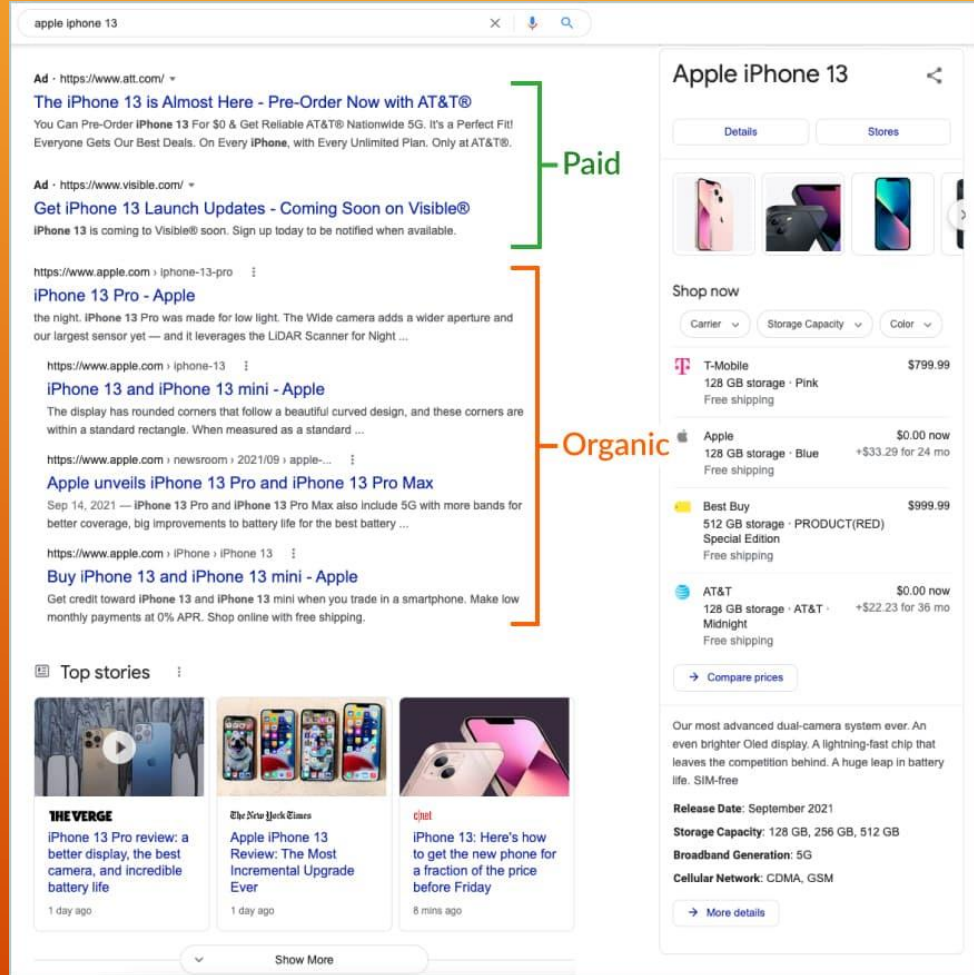 apple iphone 13
Ad · https://www.att.com/
The iPhone 13 is Almost Here - Pre-Order Now with AT&T®
You Can Pre-Order iPhone 13 For $0 & Get Reliable AT&T® Nationwide 5G. It's a Perfect Fit!
Everyone Gets Our Best Deals. On Every iPhone, with Every Unlimited Plan. Only at AT&T®.
Ad · https://www.visible.com/
Get iPhone 13 Launch Updates - Coming Soon on Visible®
iPhone 13 is coming to Visible® soon. Sign up today to be notified when available.
Paid
https://www.apple.com › iphone-13-pro
iPhone 13 Pro - Apple
the night. iPhone 13 Pro was made for low light. The Wide camera adds a wider aperture and
our largest sensor yet — and it leverages the LiDAR Scanner for Night ...
https://www.apple.com › iphone-13
iPhone 13 and iPhone 13 mini - Apple
The display has rounded corners that follow a beautiful curved design, and these corners are
within a standard rectangle. When measured as a standard ...
https://www.apple.com › newsroom › 2021/09 › apple-...
Apple unveils iPhone 13 Pro and iPhone 13 Pro Max
Sep 14, 2021 — iPhone 13 Pro and iPhone 13 Pro Max also include 5G with more bands for
better coverage, big improvements to battery life for the best battery ...
https://www.apple.com › iPhone › iPhone 13
Buy iPhone 13 and iPhone 13 mini - Apple
Get credit toward iPhone 13 and iPhone 13 mini when you trade in a smartphone. Make low
monthly payments at 0% APR. Shop online with free shipping.
Organic
Top stories
THE VERGE
iPhone 13 Pro review: a
better display, the best
camera, and incredible
battery life
1 day ago
The New York Times
Apple iPhone 13
Review: The Most
Incremental Upgrade
Ever
1 day ago
c|net
iPhone 13: Here's how
to get the new phone for
a fraction of the price
before Friday
8 mins ago
Show More
Apple iPhone 13
Details
Stores
Shop now
Carrier
Storage Capacity
Color
T-Mobile $799.99
128 GB storage · Pink
Free shipping
Apple $0.00 now
128 GB storage · Blue +$33.29 for 24 mo
Free shipping
Best Buy $999.99
512 GB storage · PRODUCT(RED)
Special Edition
Free shipping
AT&T $0.00 now
128 GB storage · AT&T · +$22.23 for 36 mo
Midnight
Free shipping
Compare prices
Our most advanced dual-camera system ever. An
even brighter Oled display. A lightning-fast chip that
leaves the competition behind. A huge leap in battery
life. SIM-free
Release Date: September 2021
Storage Capacity: 128 GB, 256 GB, 512 GB
Broadband Generation: 5G
Cellular Network: CDMA, GSM
More details